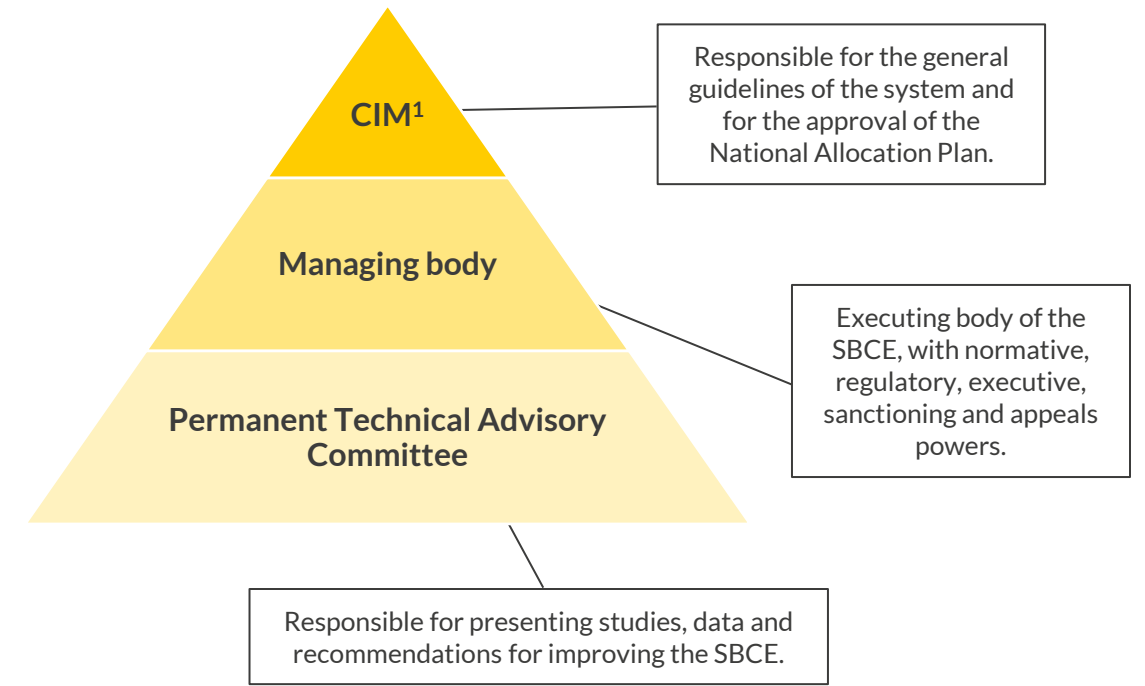 CIM¹
Responsible for the general
guidelines of the system and
for the approval of the
National Allocation Plan.
Managing body
Executing body of the
SBCE, with normative,
regulatory, executive,
sanctioning and appeals
powers.
Permanent Technical Advisory
Committee
Responsible for presenting studies, data and
recommendations for improving the SBCE.